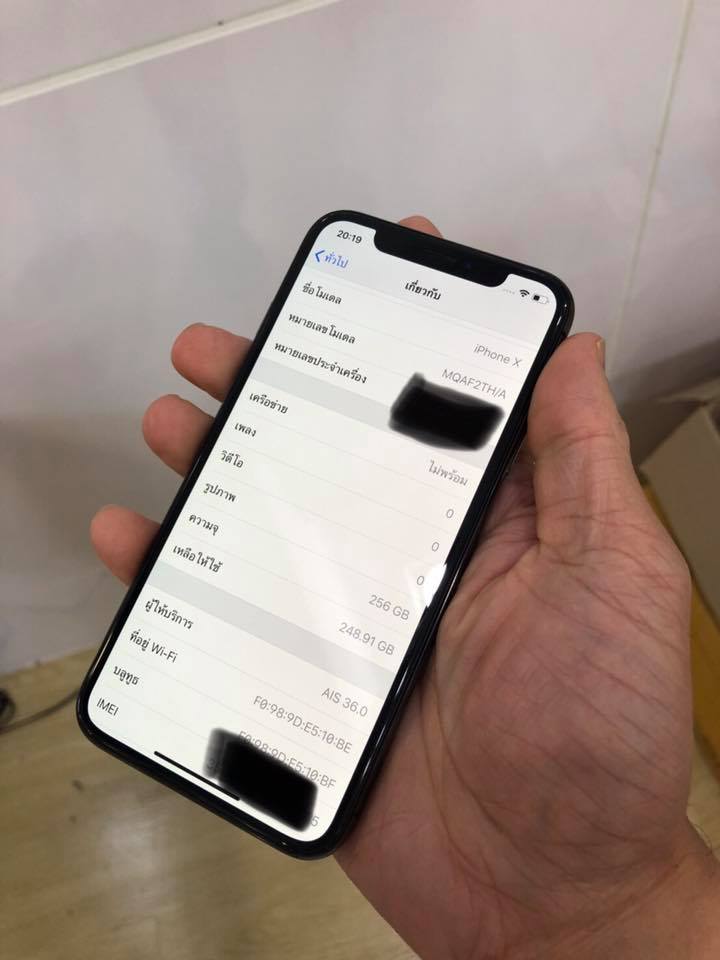 20:19
ทั่วไป
เกี่ยวกับ
ชื่อโมเดล iPhone X
หมายเลขโมเดล MQAF2TH/A
หมายเลขประจำเครื่อง
เครือข่าย ไม่พร้อม
เพลง 0
วิดีโอ 0
รูปภาพ 0
ความจุ 256 GB
เหลือให้ใช้ 248.91 GB
ผู้ให้บริการ AIS 36.0
ที่อยู่ Wi-Fi F0:98:9D:E5:10:BE
บลูทูธ F0:98:9D:E5:10:BF
IMEI 5